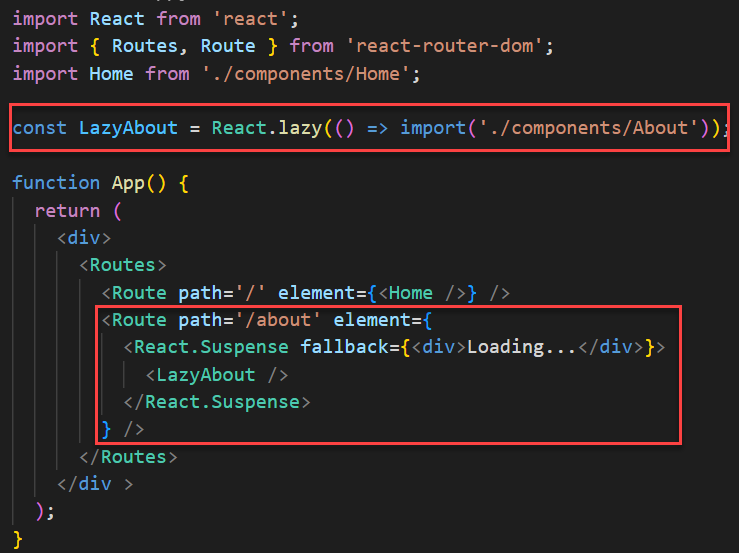 import React from 'react';
import { Routes, Route } from 'react-router-dom';
import Home from './components/Home';
const LazyAbout = React.lazy(() => import('./components/About'));
function App() {
return (
<div>
<Routes>
<Route path='/' element={<Home />} />
<Route path='/about' element={
<React.Suspense fallback={<div>Loading...</div>}>
<LazyAbout />
</React.Suspense>
} />
</Routes>
</div >
);
}